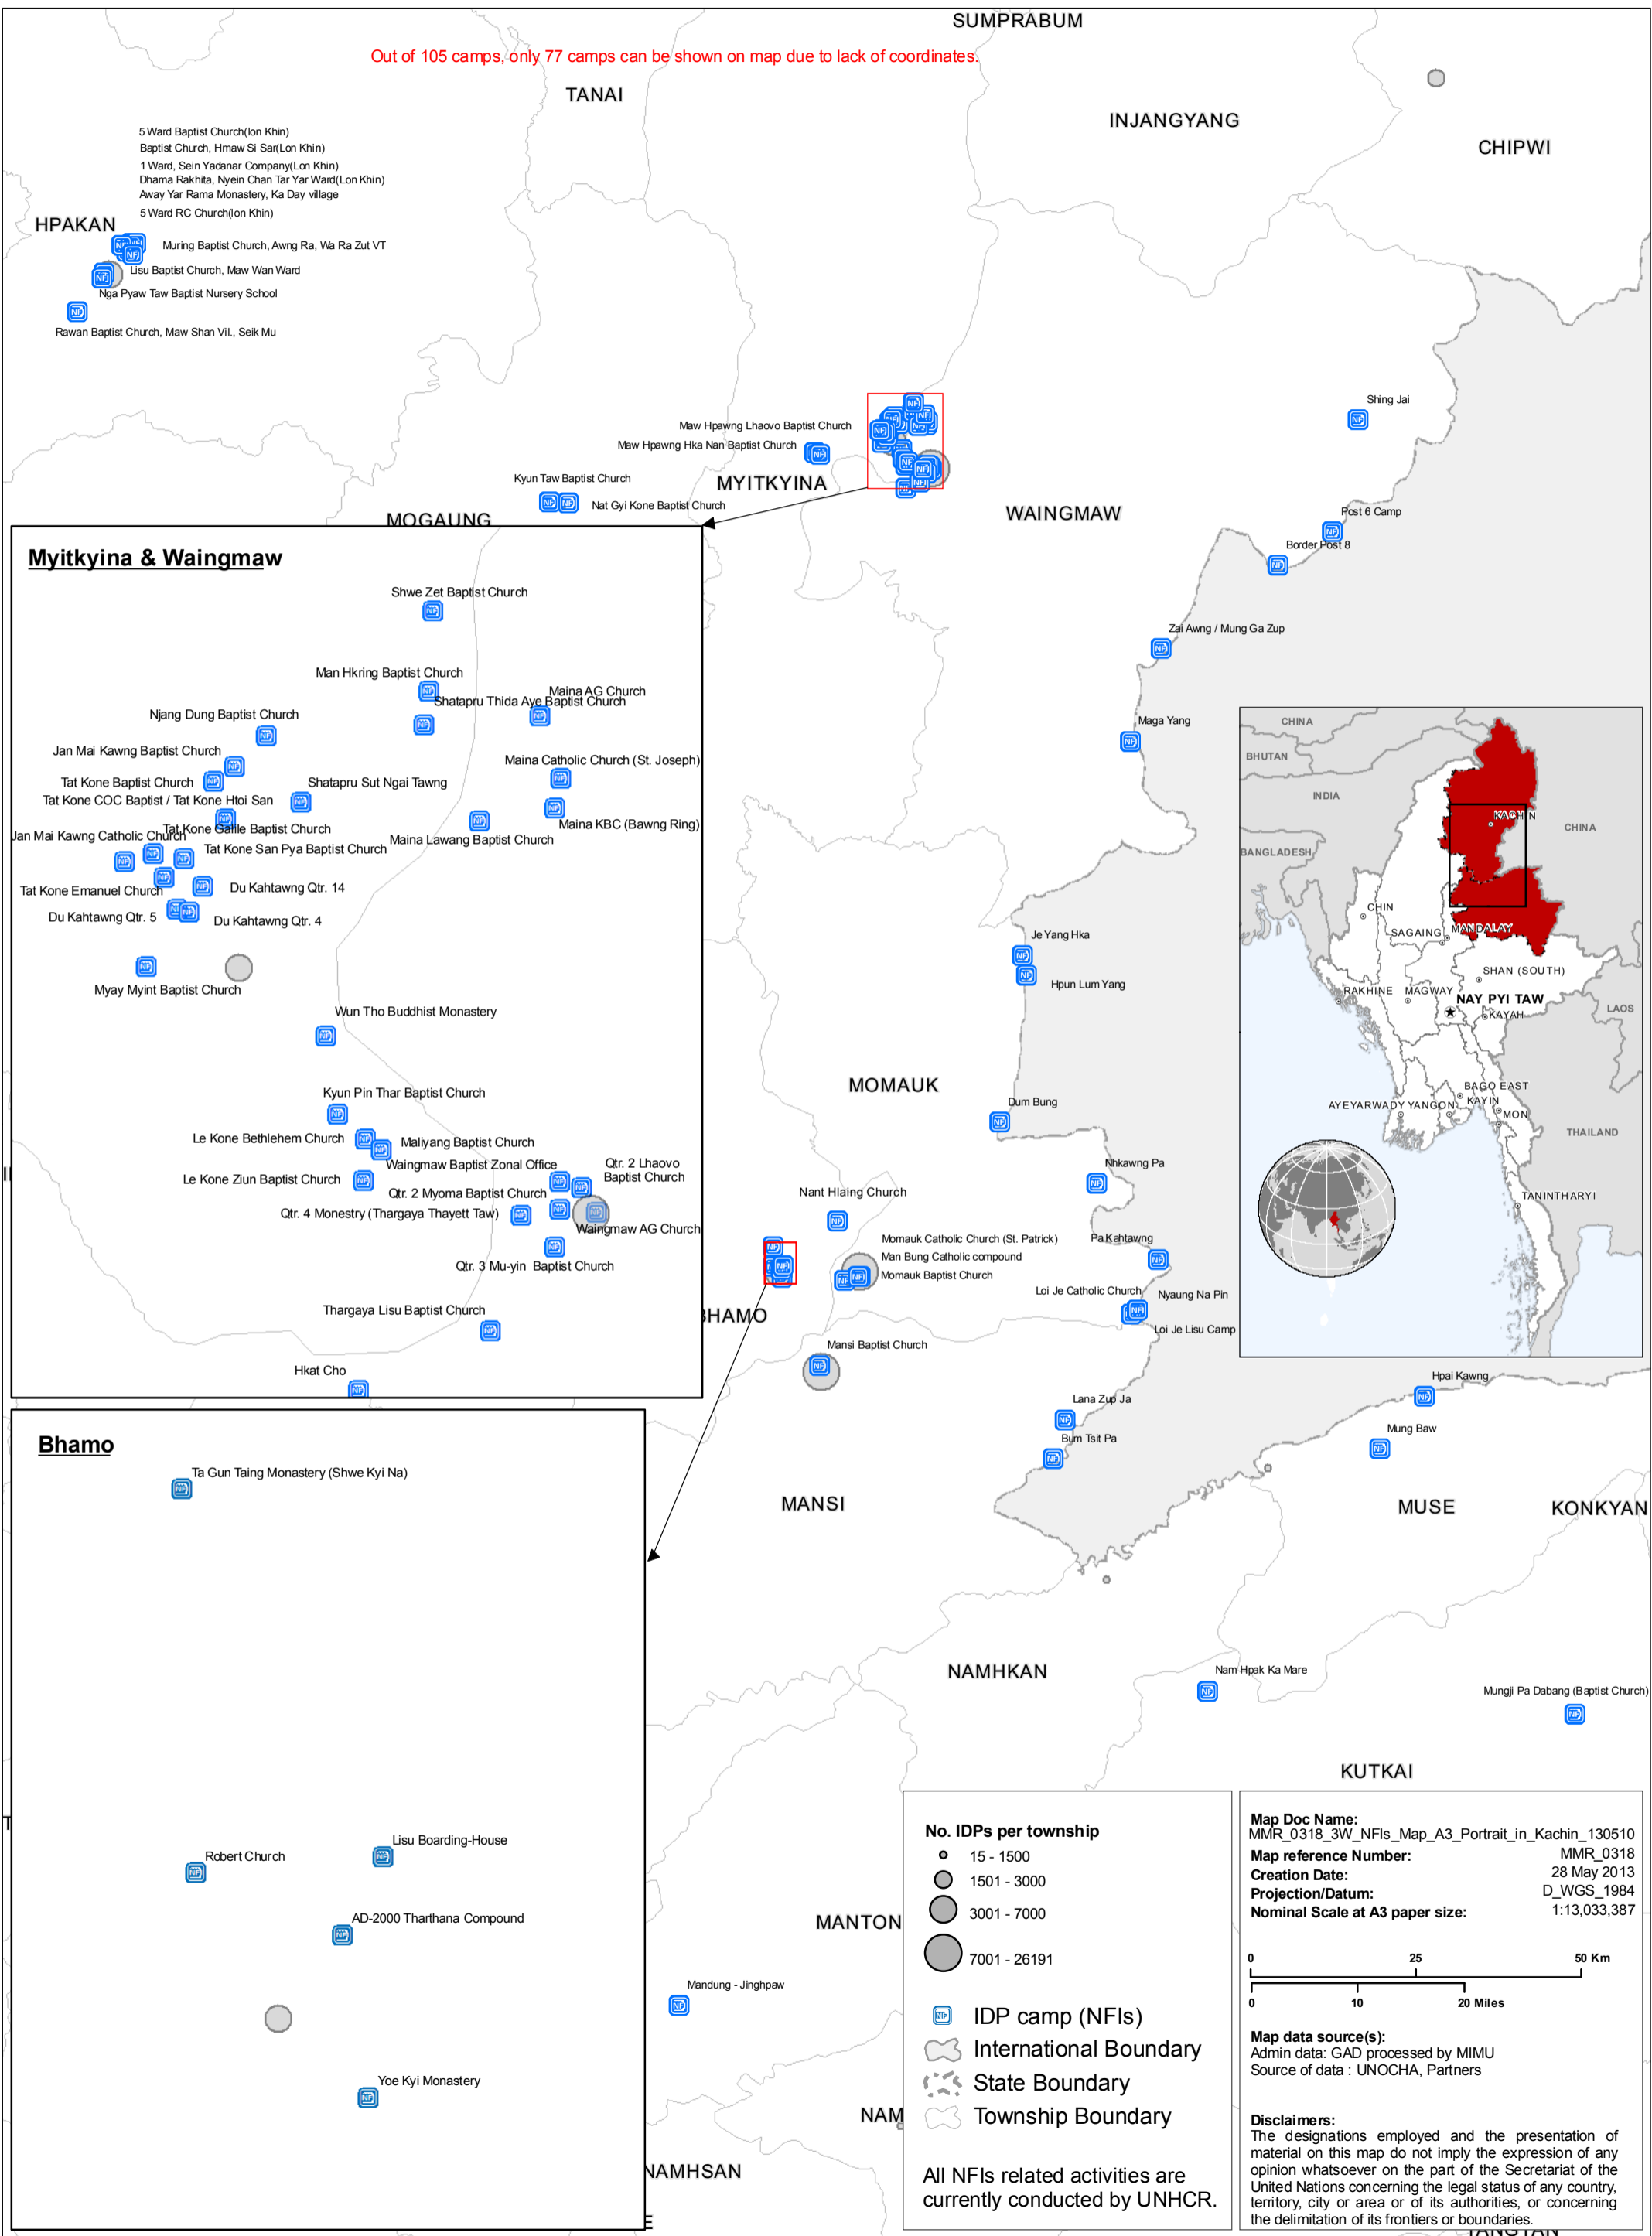 SUMPRABUM
Out of 105 camps, only 77 camps can be shown on map due to lack of coordinates.
TANAI
INJANGYANG
CHIPWI
5 Ward Baptist Church(lon Khin)
Baptist Church, Hmaw Si Sar(Lon Khin)
1 Ward, Sein Yadanar Company(Lon Khin)
Dhama Rakhita, Nyein Chan Tar Yar Ward(Lon Khin)
Away Yar Rama Monastery, Ka Day village
5 Ward RC Church(lon Khin)
HPAKAN
Muring Baptist Church, Awng Ra, Wa Ra Zut VT
Lisu Baptist Church, Maw Wan Ward
Nga Pyaw Taw Baptist Nursery School
Rawan Baptist Church, Maw Shan Vil., Seik Mu
Shing Jai
Maw Hpawng Lhaovo Baptist Church
Maw Hpawng Hka Nan Baptist Church
Kyun Taw Baptist Church
MYITKYINA
Nat Gyi Kone Baptist Church
MOGAUNG
WAINGMAW
Post 6 Camp
Border Post 8
Zai Awng / Mung Ga Zup
Maga Yang
Myitkyina & Waingmaw
Shwe Zet Baptist Church
Man Hkring Baptist Church
Maina AG Church
Shatapru Thida Aye Baptist Church
Njang Dung Baptist Church
Jan Mai Kawng Baptist Church
Maina Catholic Church (St. Joseph)
Tat Kone Baptist Church
Shatapru Sut Ngai Tawng
Tat Kone COC Baptist / Tat Kone Htoi San
Maina KBC (Bawng Ring)
Tat Kone Galile Baptist Church
Jan Mai Kawng Catholic Church
Maina Lawang Baptist Church
Tat Kone San Pya Baptist Church
Tat Kone Emanuel Church
Du Kahtawng Qtr. 14
Du Kahtawng Qtr. 5
Du Kahtawng Qtr. 4
Myay Myint Baptist Church
Wun Tho Buddhist Monastery
Kyun Pin Thar Baptist Church
Le Kone Bethlehem Church
Maliyang Baptist Church
Waingmaw Baptist Zonal Office
Qtr. 2 Lhaovo
Baptist Church
Le Kone Ziun Baptist Church
Qtr. 2 Myoma Baptist Church
Qtr. 4 Monestry (Thargaya Thayett Taw)
Waingmaw AG Church
Qtr. 3 Mu-yin Baptist Church
Thargaya Lisu Baptist Church
Hkat Cho
CHINA
BHUTAN
INDIA
KACHIN
CHINA
BANGLADESH
CHIN
SAGAING
MANDALAY
SHAN (SOUTH)
RAKHINE
MAGWAY
NAY PYI TAW
KAYAH
LAOS
BAGO EAST
AYEYARWADY
YANGON
KAYIN
MON
THAILAND
TANINTHARYI
Je Yang Hka
Hpun Lum Yang
MOMAUK
Dum Bung
Nhkawng Pa
Nant Hlaing Church
Momauk Catholic Church (St. Patrick)
Pa Kahtawng
Man Bung Catholic compound
Momauk Baptist Church
Loi Je Catholic Church
Nyaung Na Pin
BHAMO
Loi Je Lisu Camp
Mansi Baptist Church
Hpai Kawng
Lana Zup Ja
Mung Baw
Bum Tsit Pa
MANSI
MUSE
KONKYAN
NAMHKAN
Nam Hpak Ka Mare
Mungji Pa Dabang (Baptist Church)
KUTKAI
Bhamo
Ta Gun Taing Monastery (Shwe Kyi Na)
Lisu Boarding-House
Robert Church
AD-2000 Tharthana Compound
Yoe Kyi Monastery
MANTON
Mandung - Jinghpaw
NAM
NAMHSAN
No. IDPs per township
15 - 1500
1501 - 3000
3001 - 7000
7001 - 26191
IDP camp (NFIs)
International Boundary
State Boundary
Township Boundary
All NFIs related activities are
currently conducted by UNHCR.
Map Doc Name:
MMR_0318_3W_NFIs_Map_A3_Portrait_in_Kachin_130510
Map reference Number: MMR_0318
Creation Date: 28 May 2013
Projection/Datum: D_WGS_1984
Nominal Scale at A3 paper size: 1:13,033,387
0 25 50 Km
0 10 20 Miles
Map data source(s):
Admin data: GAD processed by MIMU
Source of data : UNOCHA, Partners
Disclaimers:
The designations employed and the presentation of
material on this map do not imply the expression of any
opinion whatsoever on the part of the Secretariat of the
United Nations concerning the legal status of any country,
territory, city or area or of its authorities, or concerning
the delimitation of its frontiers or boundaries.